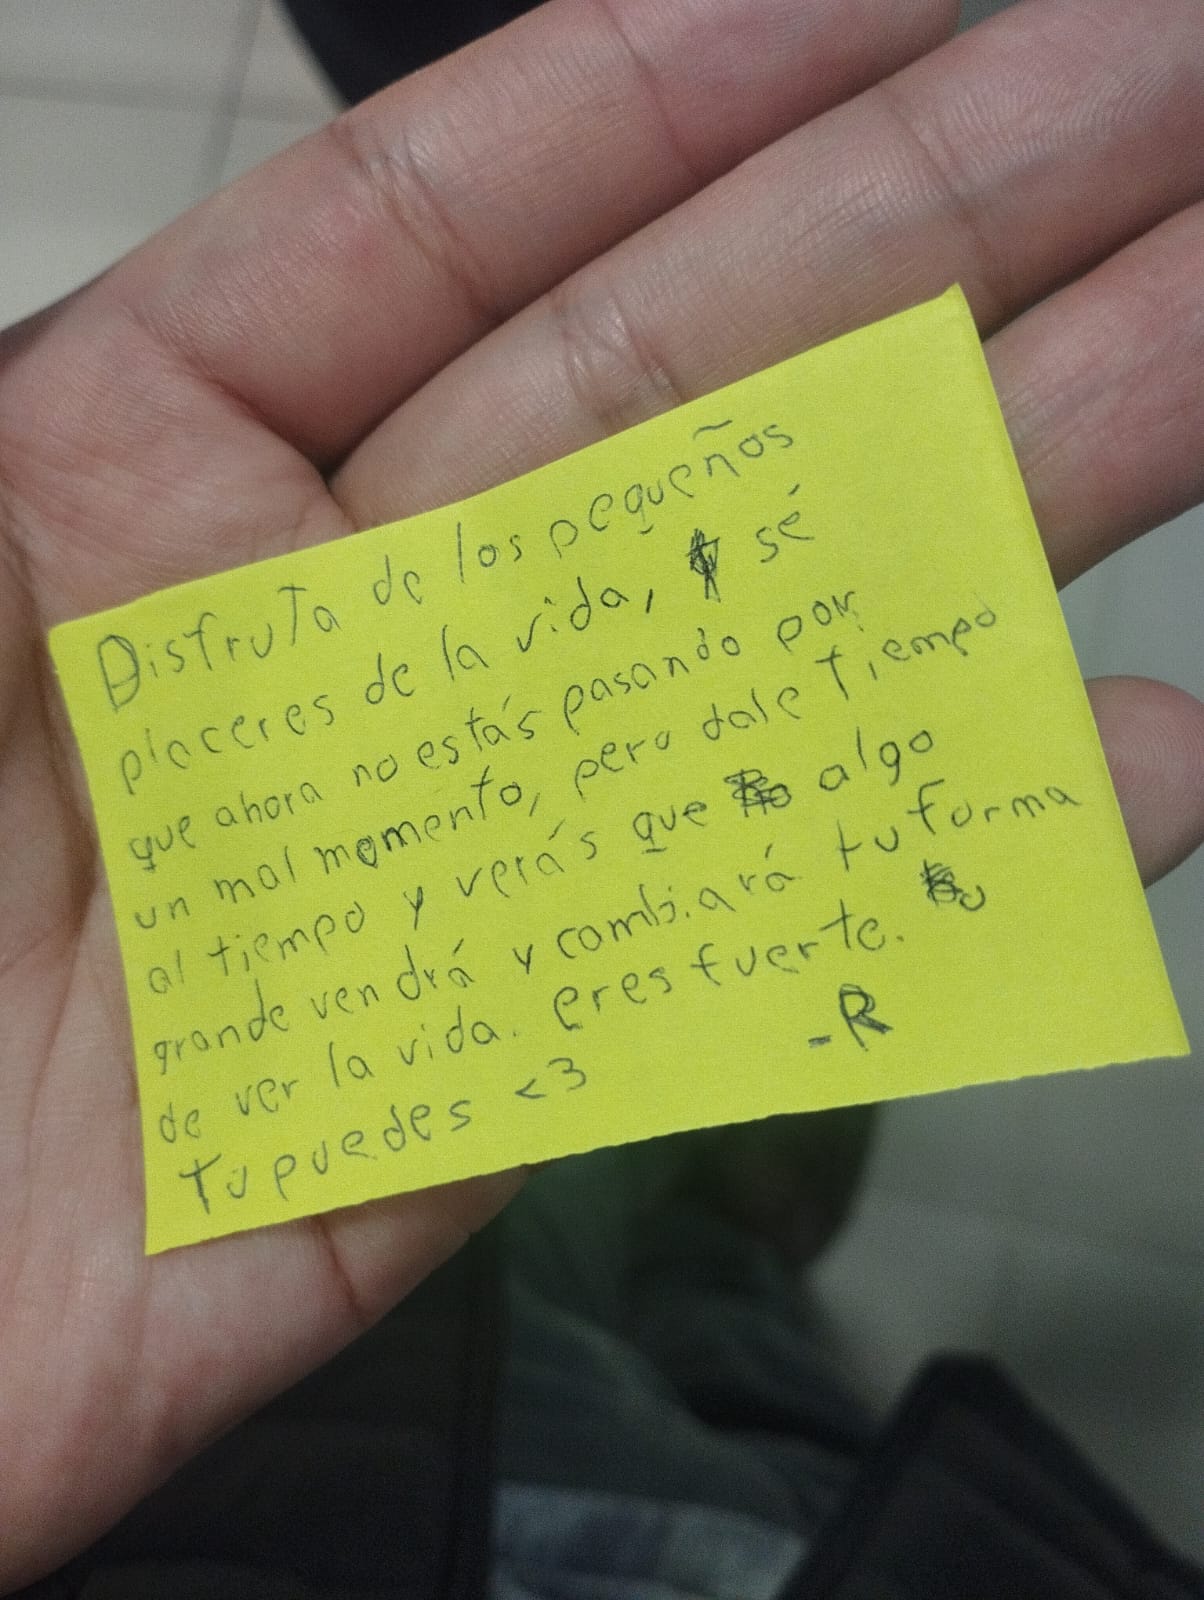 Disfruta de los pequeños
placeres de la vida, sé
que ahora no estás pasando por
un mal momento, pero dale tiempo
al tiempo y verás que algo
grande vendrá y cambiará tu forma
de ver la vida. eres fuerte.
Tu puedes <3 -R